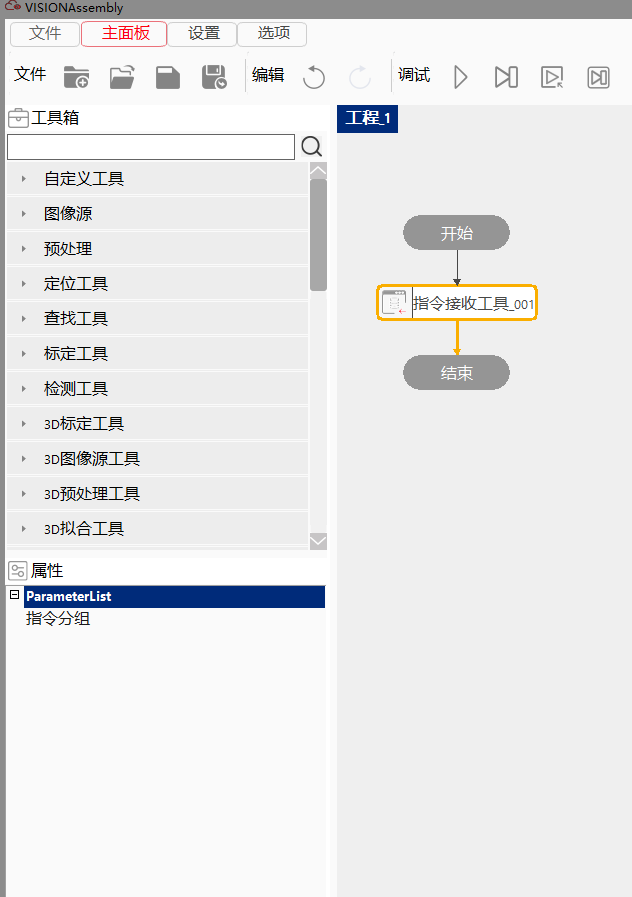 VISIONAssembly
文件 主面板 设置 选项
文件 编辑 调试
工具箱
自定义工具
图像源
预处理
定位工具
查找工具
标定工具
检测工具
3D标定工具
3D图像源工具
3D预处理工具
3D拟合工具
属性
ParameterList
指令分组
工程_1
开始
指令接收工具_001
结束